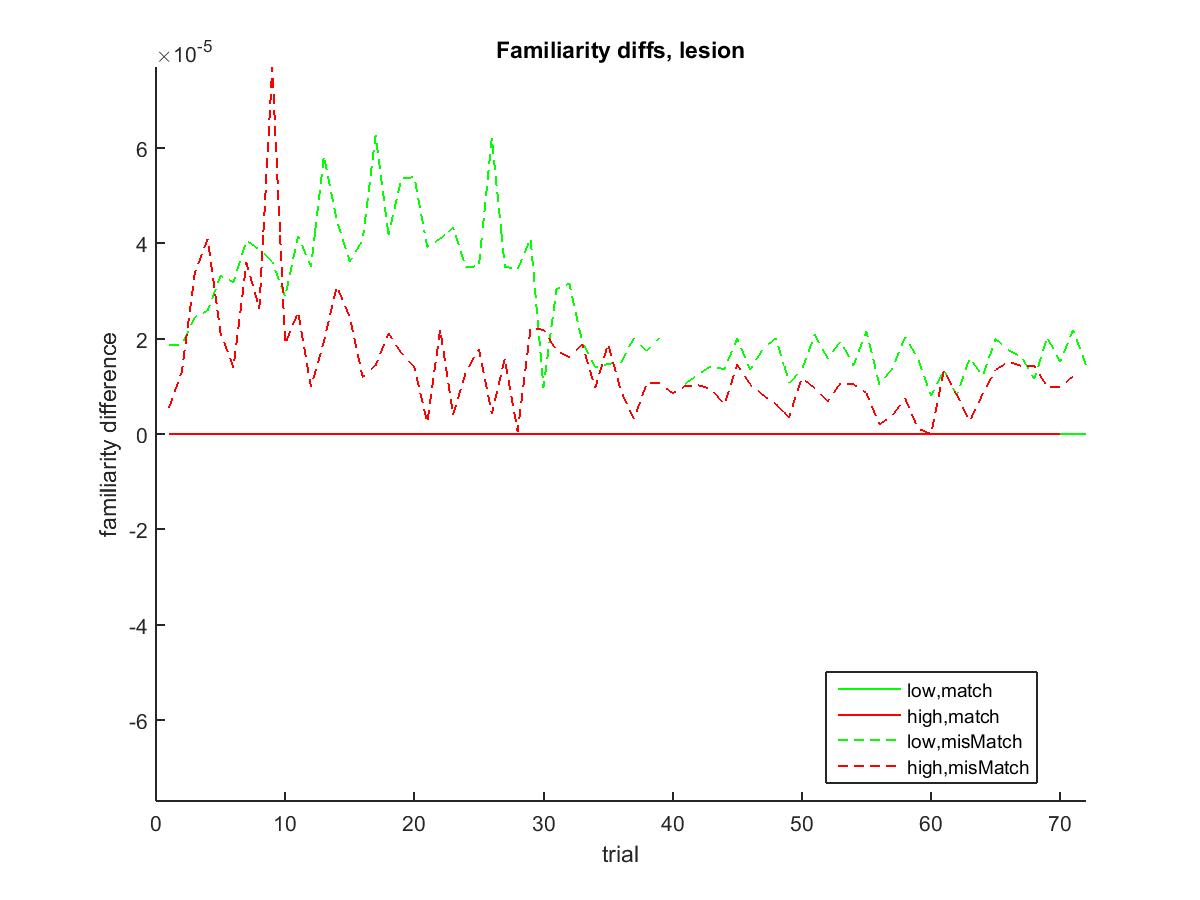 Familiarity diffs, lesion
×10-5
6
4
2
0
-2
-4
-6
familiarity difference
0 10 20 30 40 50 60 70
trial
low,match
high,match
low,misMatch
high,misMatch